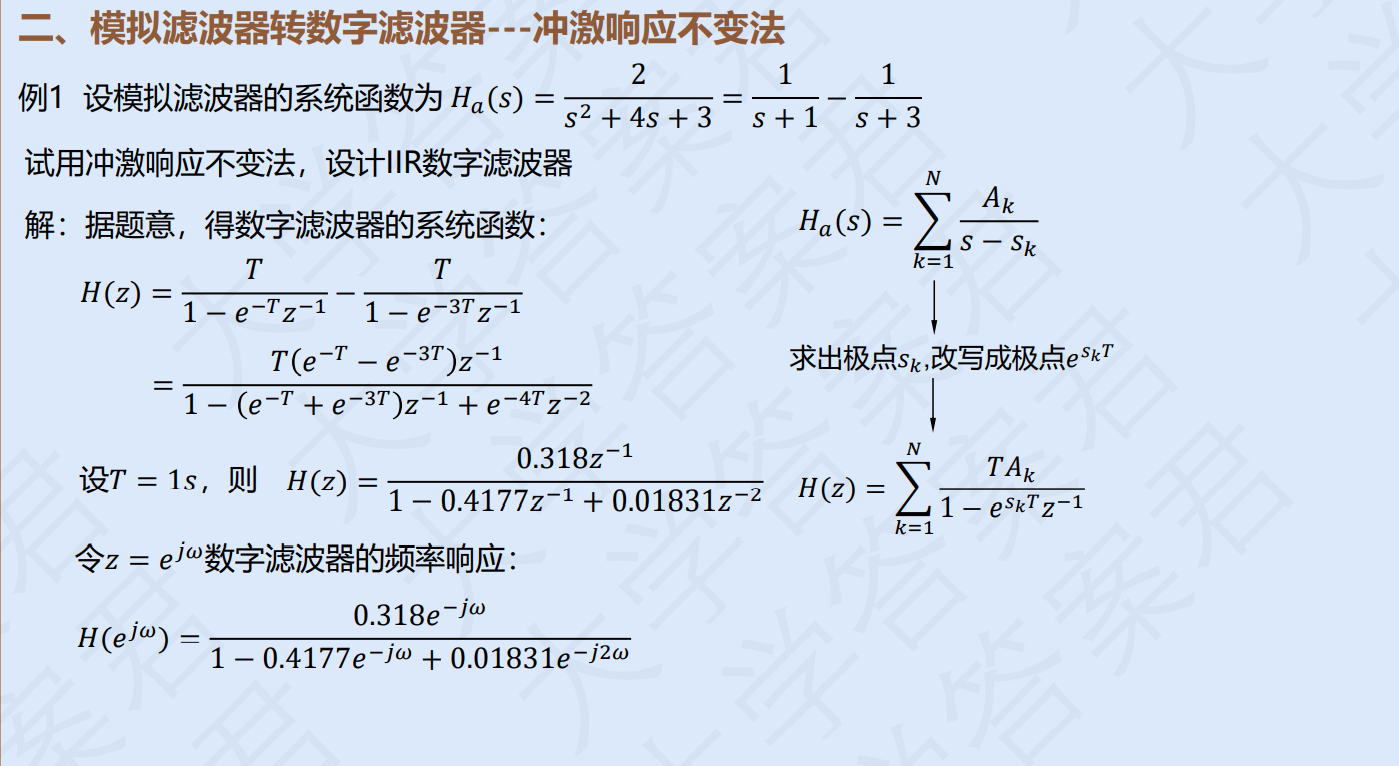 二、模拟滤波器转数字滤波器---冲激响应不变法
例1 设模拟滤波器的系统函数为 $H_a(s) = \frac{2}{s^2+4s+3} = \frac{1}{s+1} - \frac{1}{s+3}$
试用冲激响应不变法，设计IIR数字滤波器
解：据题意，得数字滤波器的系统函数：
$H(z) = \frac{T}{1-e^{-T}z^{-1}} - \frac{T}{1-e^{-3T}z^{-1}}$
$= \frac{T(e^{-T}-e^{-3T})z^{-1}}{1-(e^{-T}+e^{-3T})z^{-1}+e^{-4T}z^{-2}}$
设$T = 1s$，则 $H(z) = \frac{0.318z^{-1}}{1-0.4177z^{-1}+0.01831z^{-2}}$
令$z = e^{j\omega}$数字滤波器的频率响应：
$H(e^{j\omega}) = \frac{0.318e^{-j\omega}}{1-0.4177e^{-j\omega}+0.01831e^{-j2\omega}}$
$H_a(s) = \sum_{k=1}^{N} \frac{A_k}{s-s_k}$
求出极点$s_k$,改写成极点$e^{s_kT}$
$H(z) = \sum_{k=1}^{N} \frac{TA_k}{1-e^{s_kT}z^{-1}}$
大学答案君